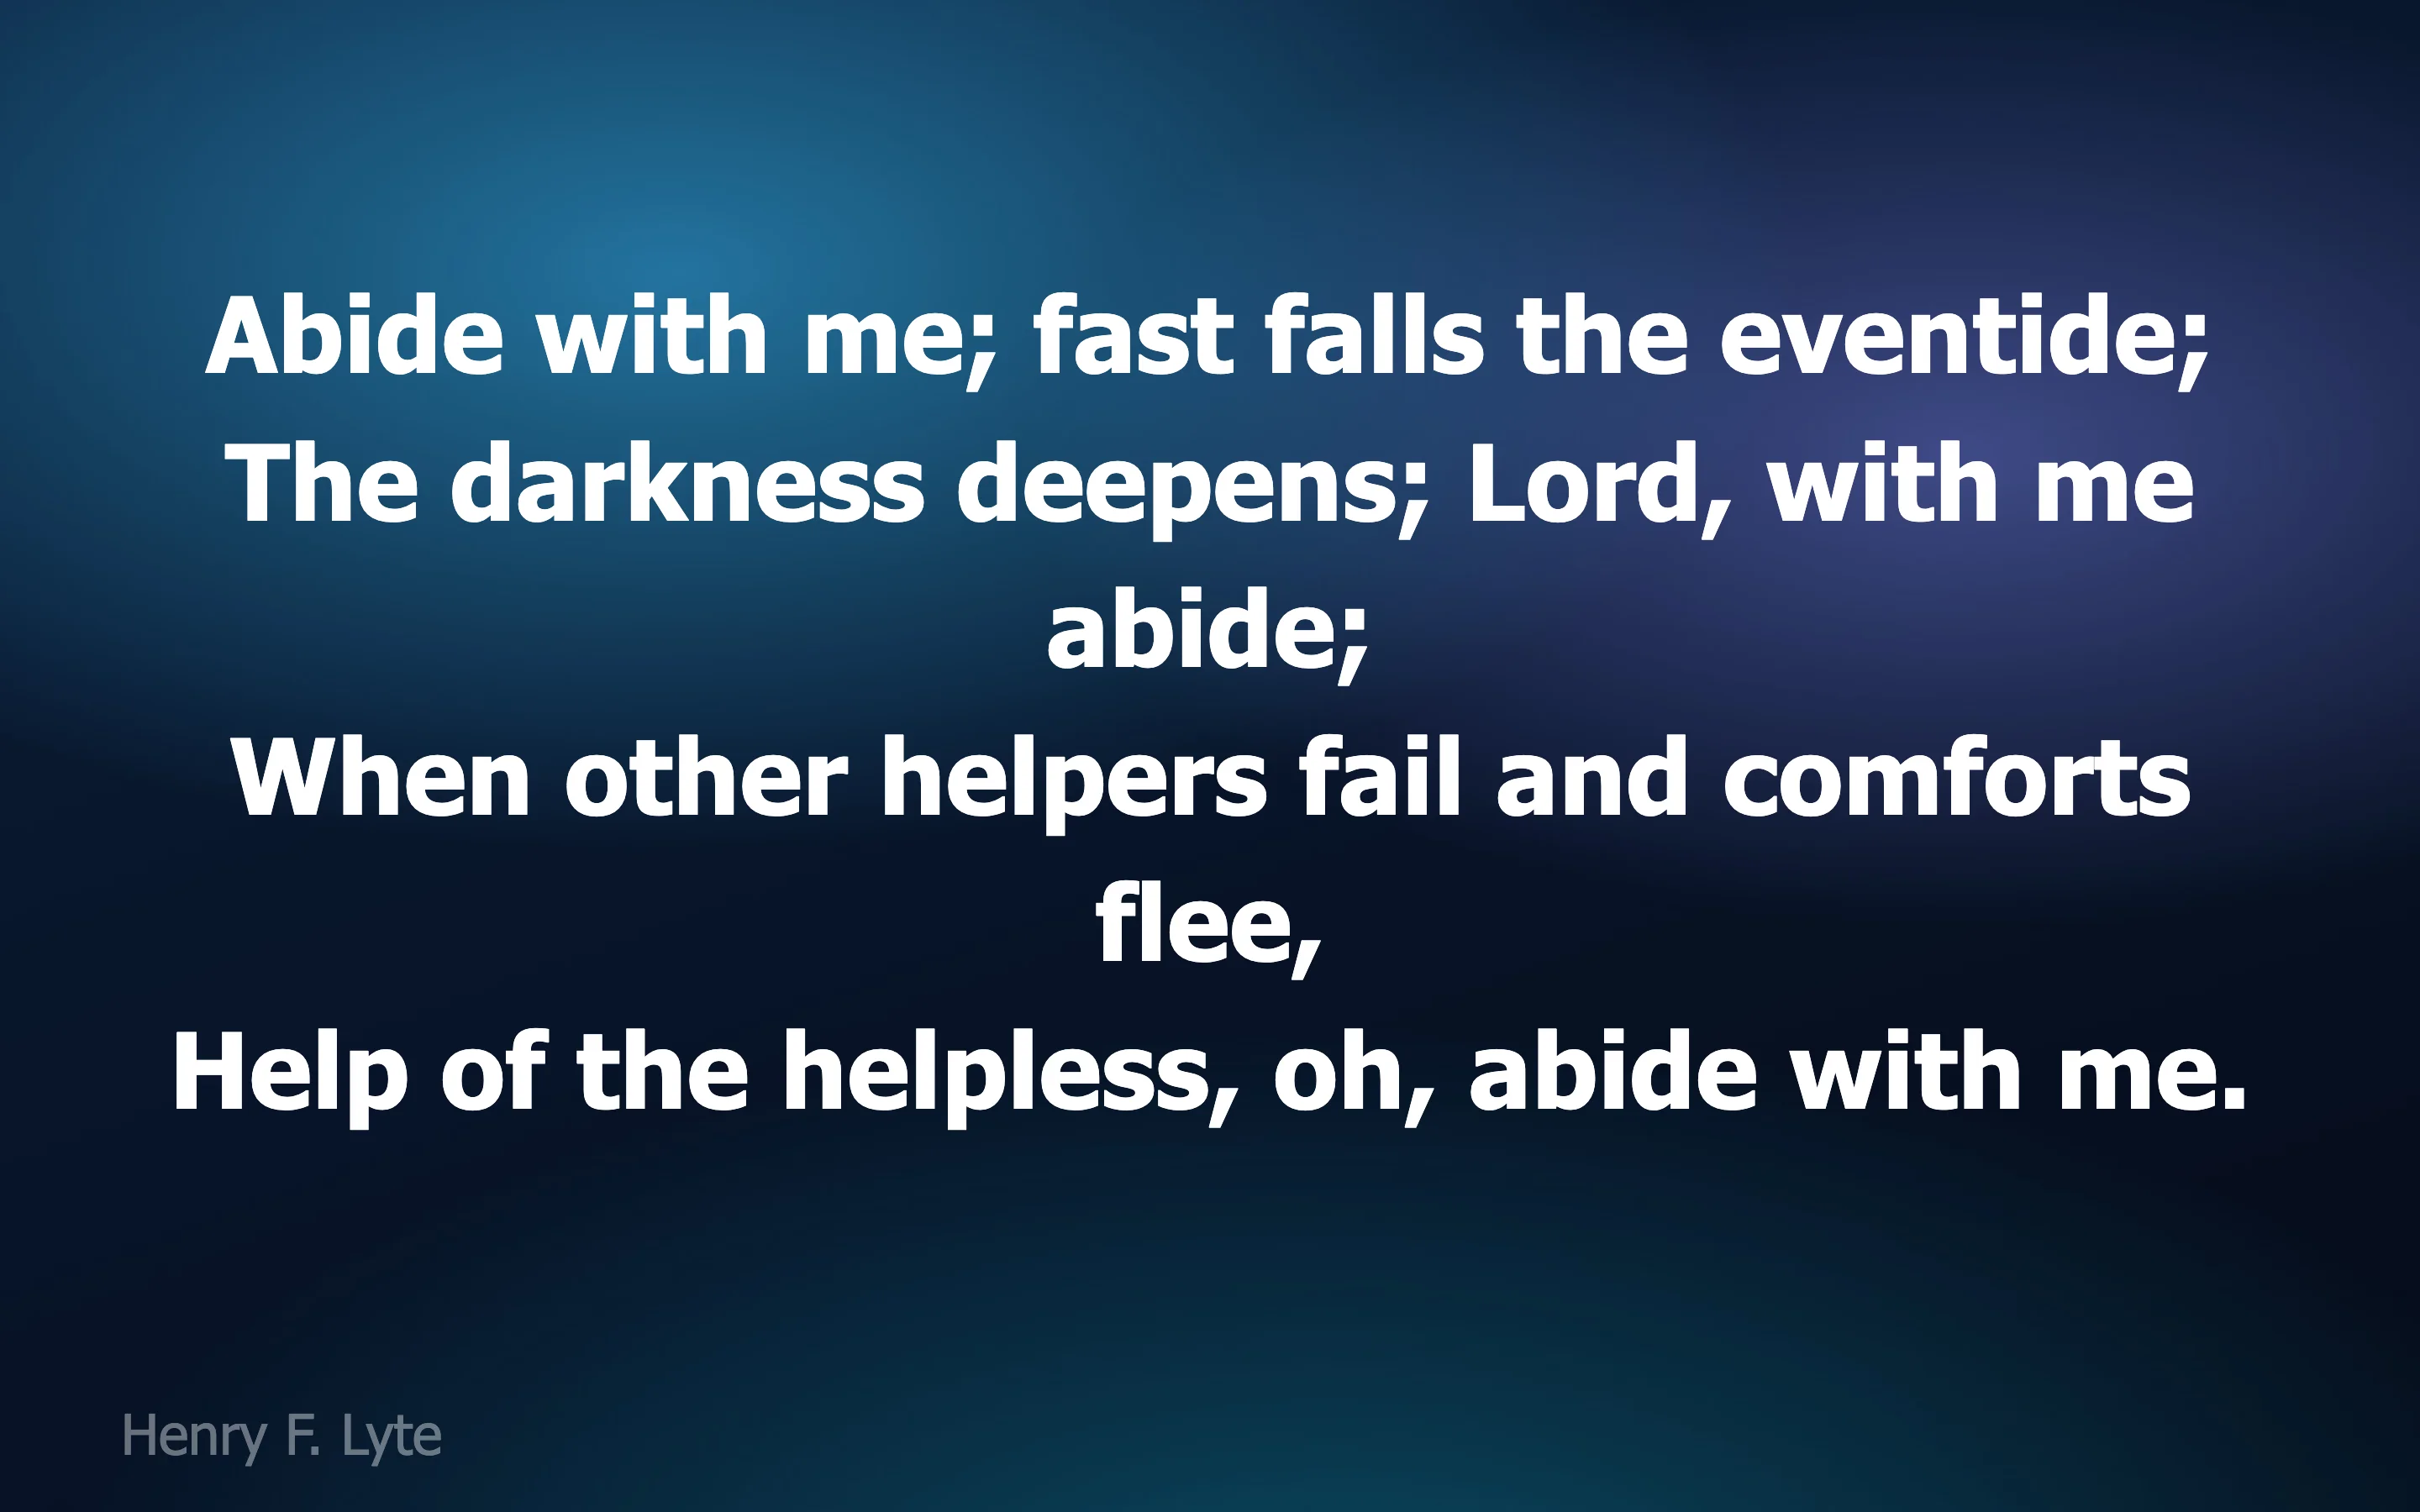 Abide with me; fast falls the eventide;
The darkness deepens; Lord, with me
abide;
When other helpers fail and comforts
flee,
Help of the helpless, oh, abide with me.
Henry F. Lyte